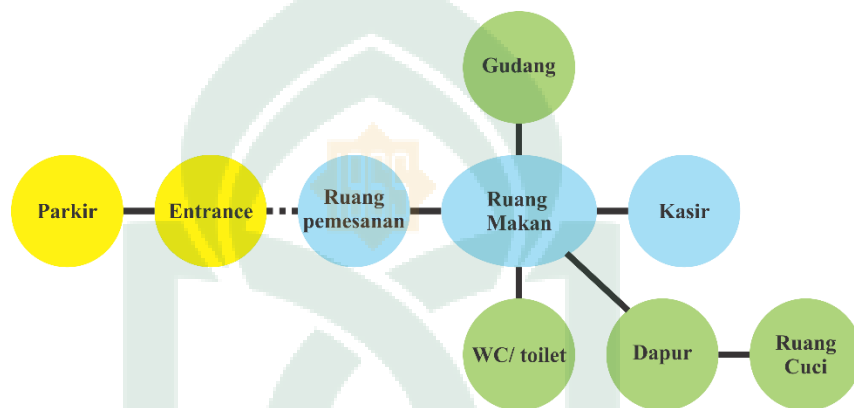 Gudang
Parkir
Entrance
Ruang
pemesanan
Ruang
Makan
Kasir
WC/ toilet
Dapur
Ruang
Cuci